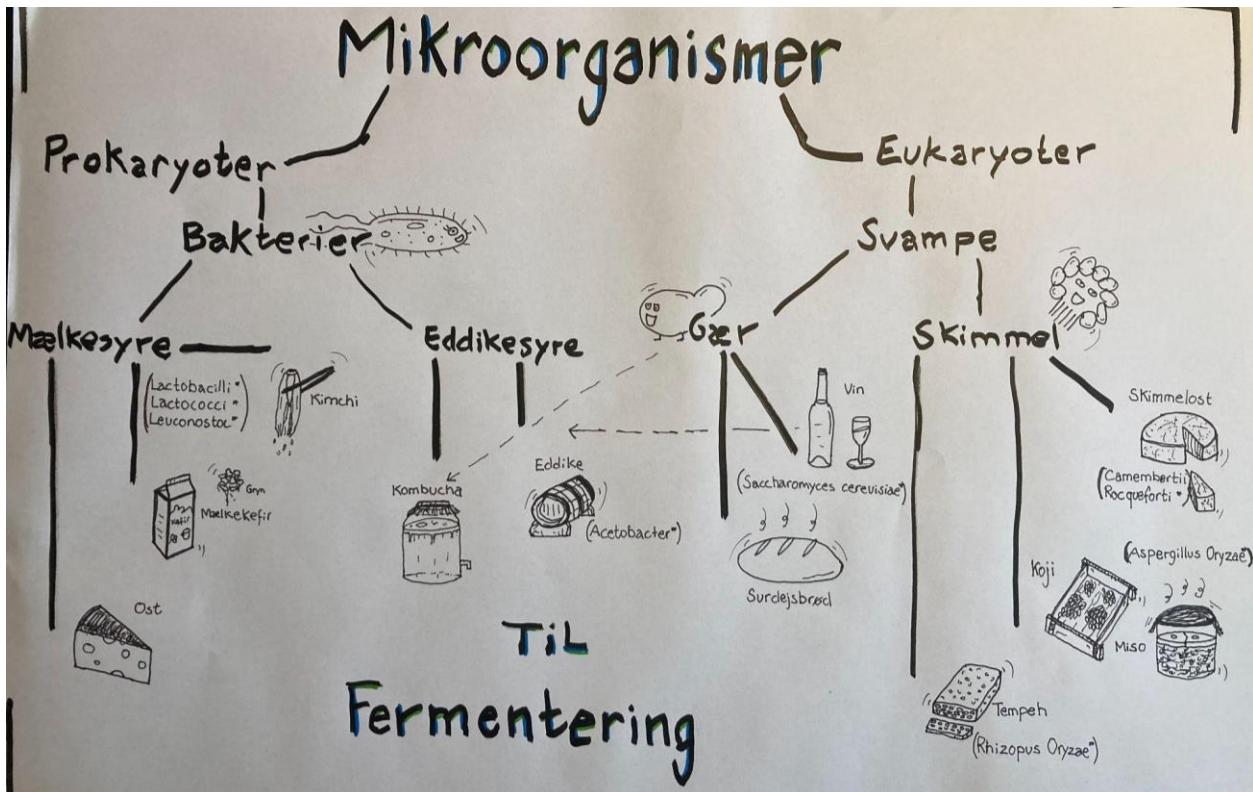 Mikroorganismer
Prokaryoter
Eukaryoter
Bakterier
Svampe
Mælkesyre
Eddikesyre
Gær
Skimmel
(Lactobacilli*
Lactococci*
Leuconostoc*)
Kimchi
Kefir
Gryn
Mælkekefir
Ost
Kombucha
Eddike
(Acetobacter*)
Vin
(Saccharomyces cerevisiae*)
Surdejsbrød
Skimmelost
(Camembertii
Rocqueforti*)
Koji
(Aspergillus Oryzae*)
Miso
Tempeh
(Rhizopus Oryzae*)
TiL
Fermentering